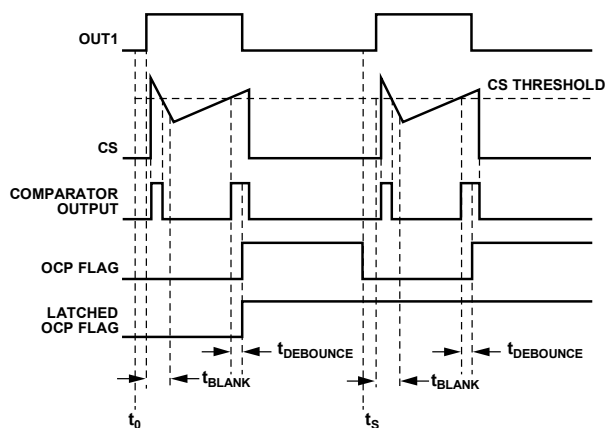 OUT1
CS THRESHOLD
CS
COMPARATOR
OUTPUT
OCP FLAG
LATCHED
OCP FLAG
tDEBOUNCE
tDEBOUNCE
tBLANK
tBLANK
t0
tS